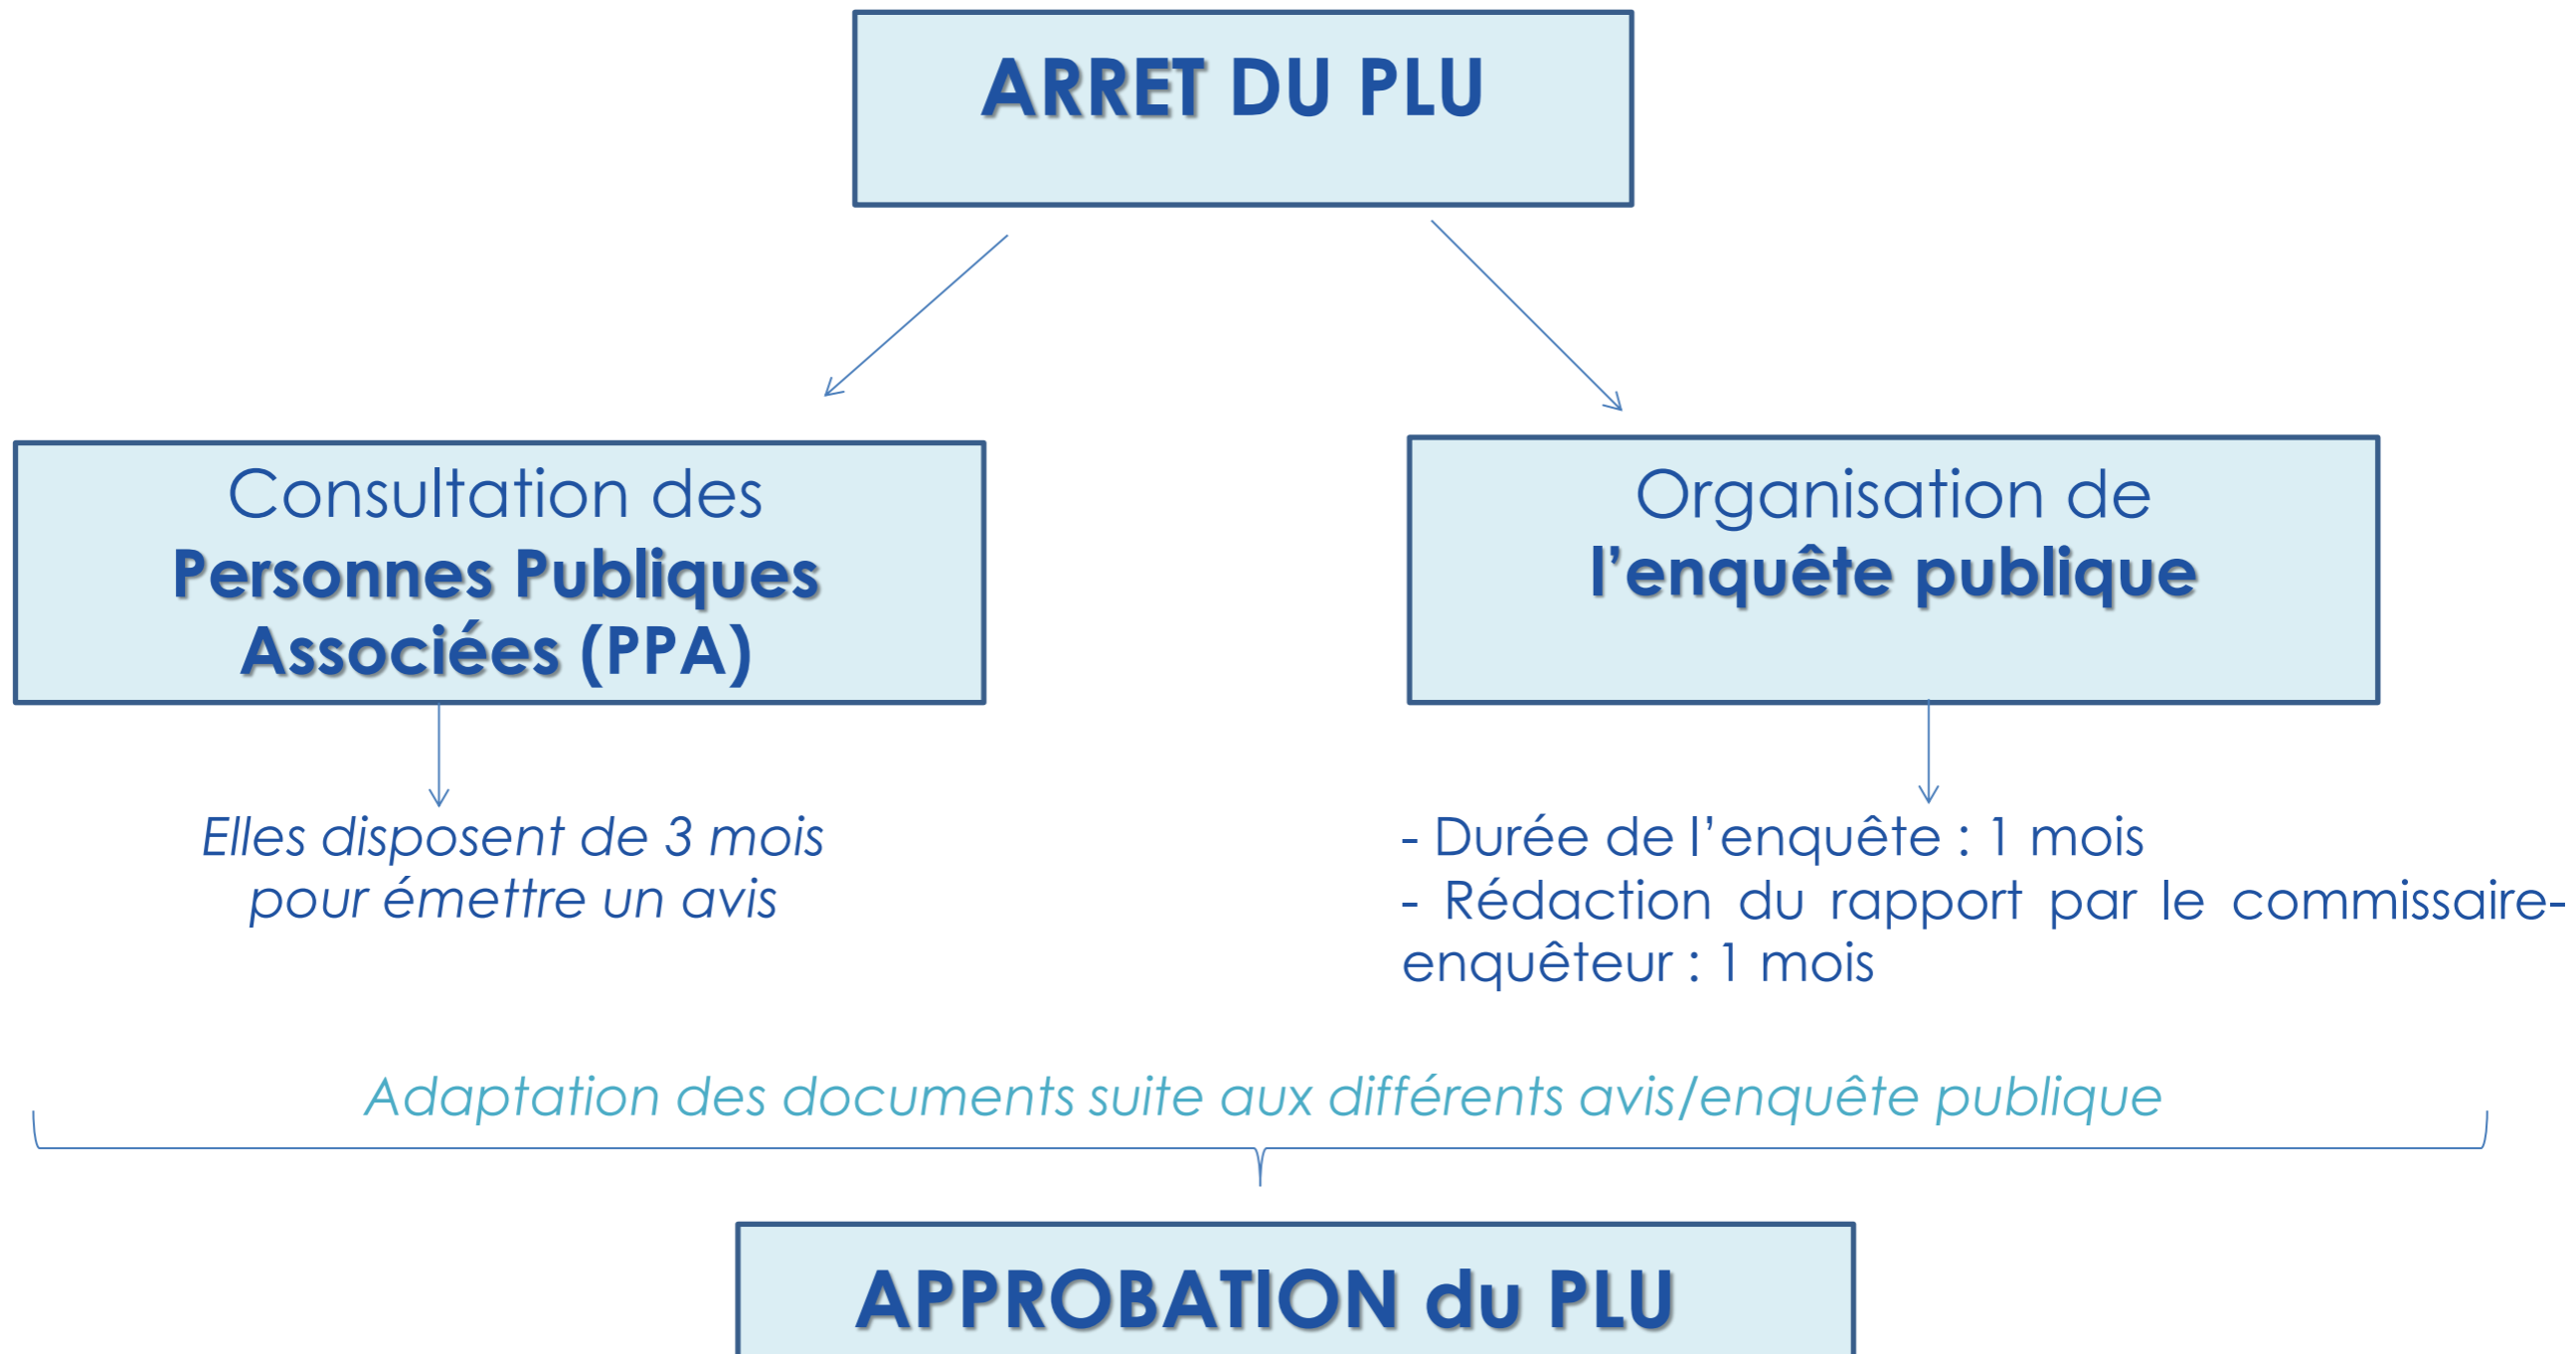 ARRET DU PLU
Consultation des
Personnes Publiques
Associées (PPA)
Organisation de
l’enquête publique
Elles disposent de 3 mois
pour émettre un avis
- Durée de l’enquête : 1 mois
- Rédaction du rapport par le commissaire-
enquêteur : 1 mois
Adaptation des documents suite aux différents avis/enquête publique
APPROBATION du PLU